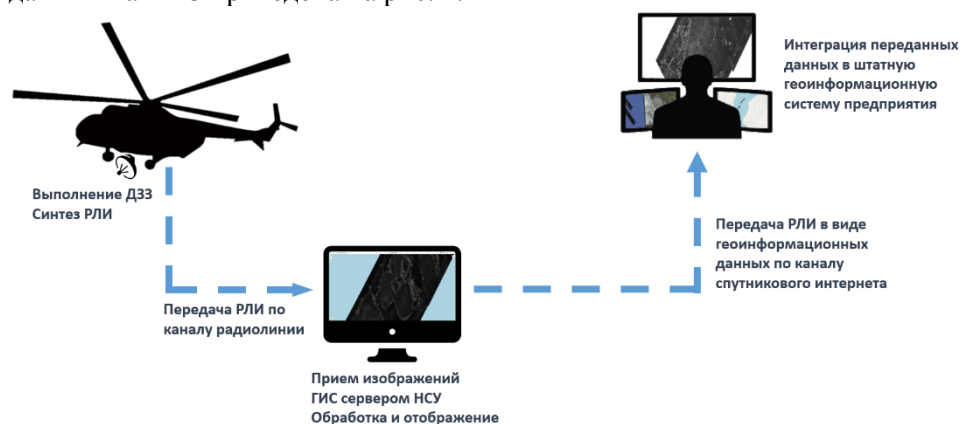 Выполнение ДЗЗ
Синтез РЛИ
Передача РЛИ по
каналу радиолинии
Прием изображений
ГИС сервером НСУ
Обработка и отображение
Передача РЛИ в виде
геоинформационных
данных по каналу
спутникового интернета
Интеграция переданных
данных в штатную
геоинформационную
систему предприятия